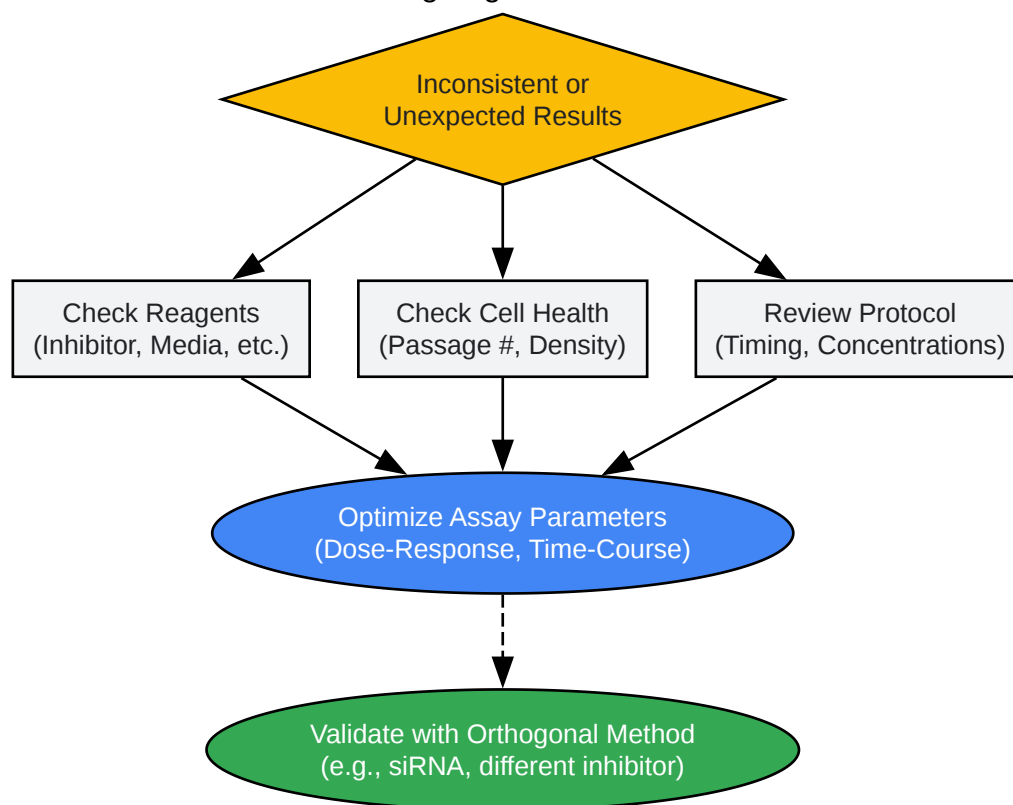 Inconsistent or
Unexpected Results
Check Reagents
(Inhibitor, Media, etc.)
Check Cell Health
(Passage #, Density)
Review Protocol
(Timing, Concentrations)
Optimize Assay Parameters
(Dose-Response, Time-Course)
Validate with Orthogonal Method
(e.g., siRNA, different inhibitor)